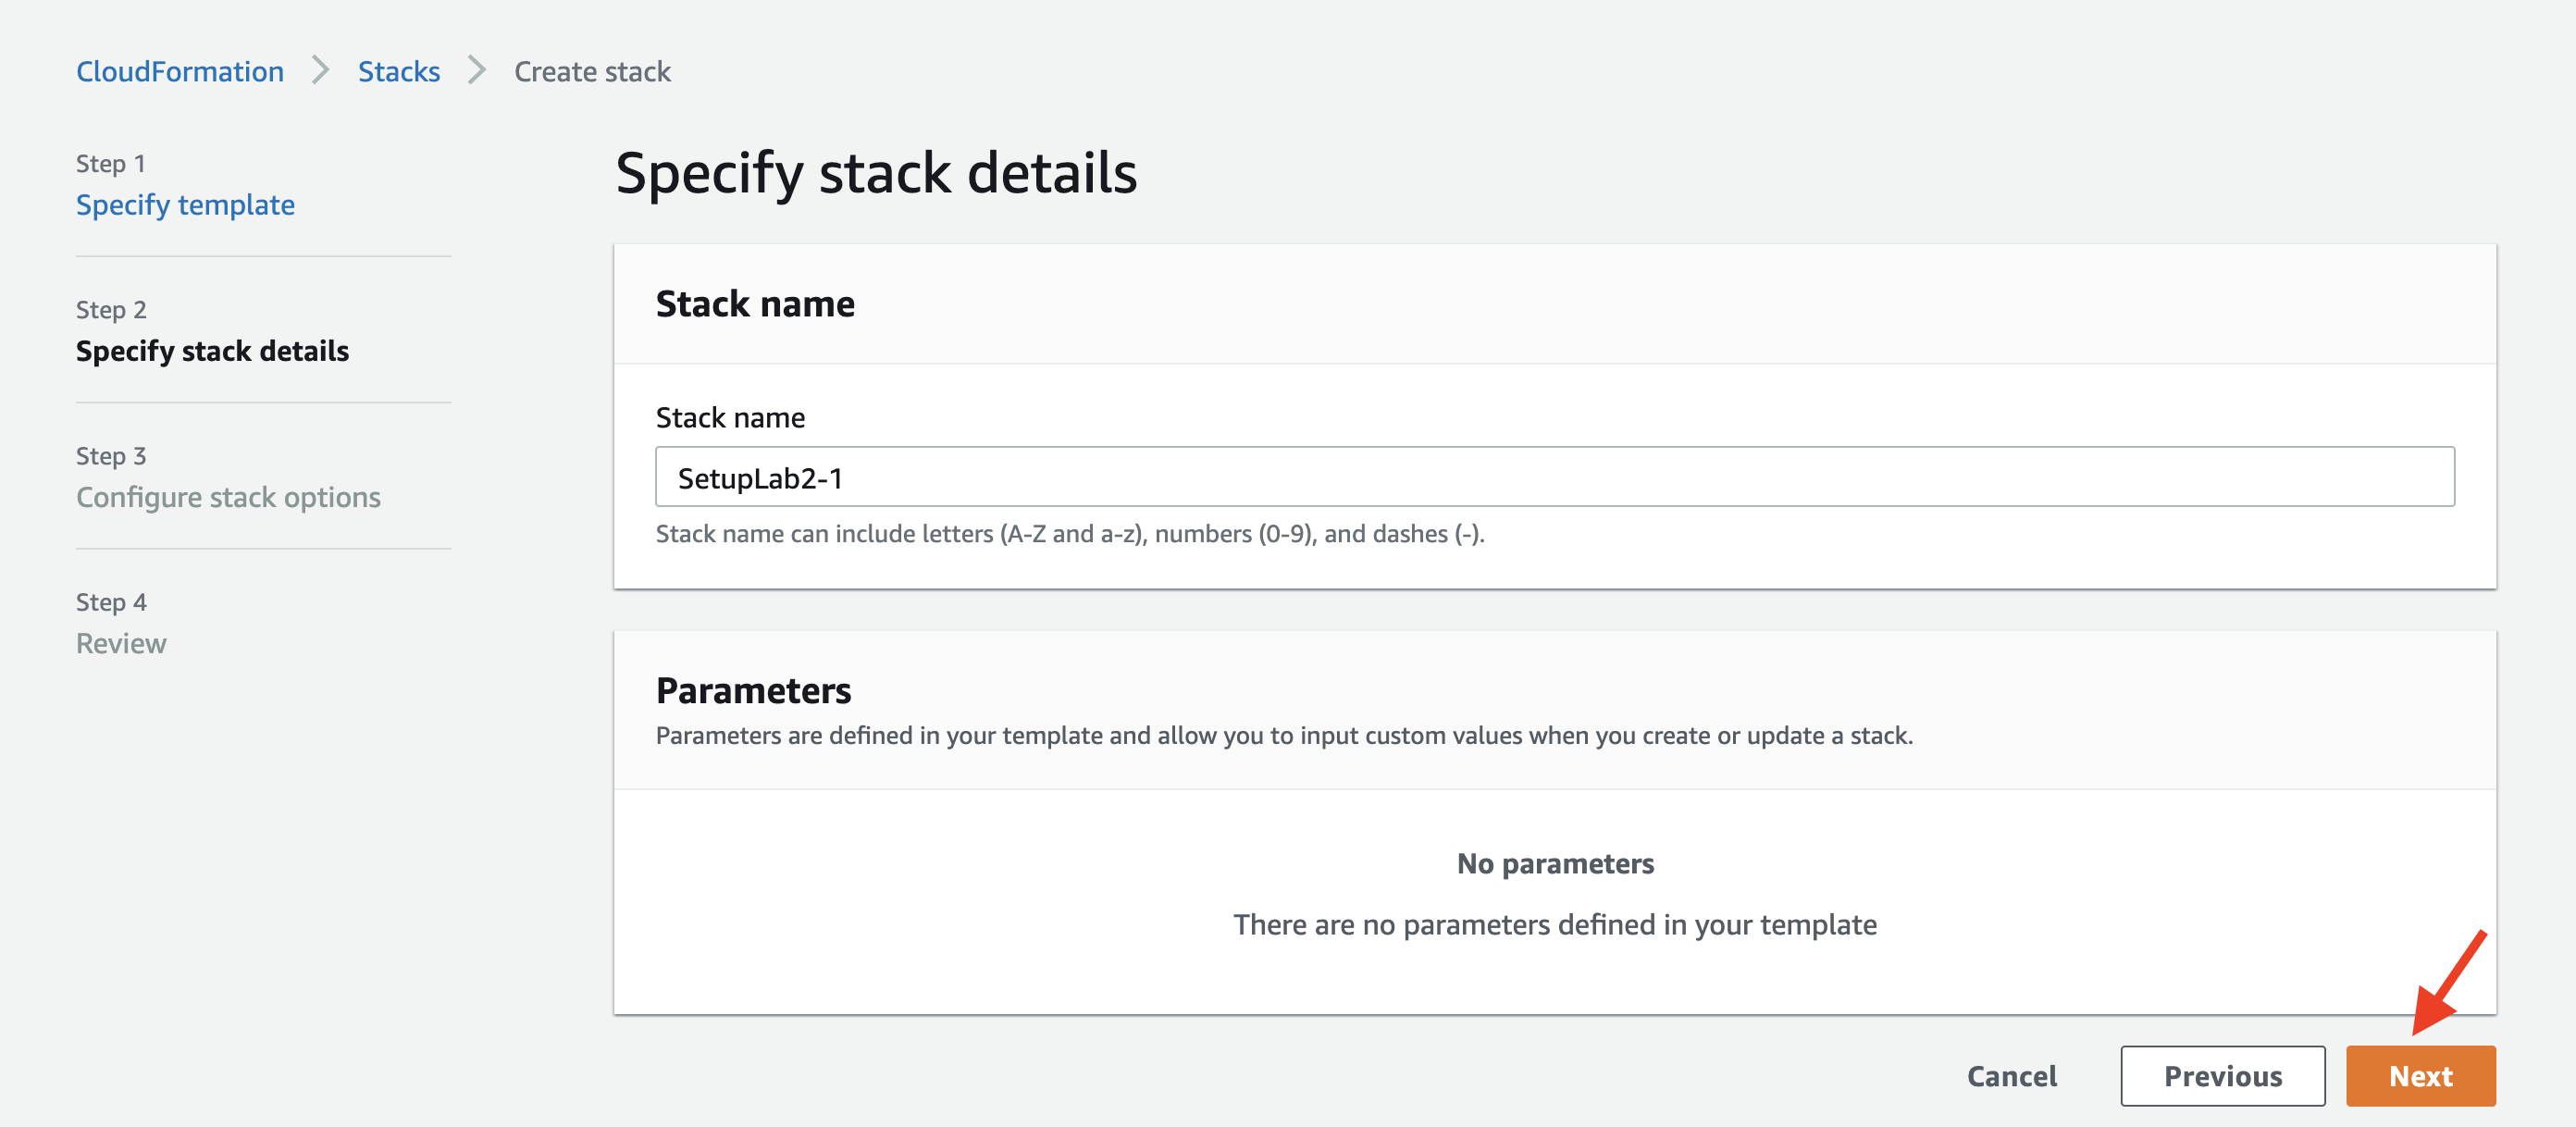 CloudFormation > Stacks > Create stack
Step 1
Specify template
Step 2
Specify stack details
Step 3
Configure stack options
Step 4
Review
Specify stack details
Stack name
Stack name
SetupLab2-1
Stack name can include letters (A-Z and a-z), numbers (0-9), and dashes (-).
Parameters
Parameters are defined in your template and allow you to input custom values when you create or update a stack.
No parameters
There are no parameters defined in your template
Cancel Previous Next